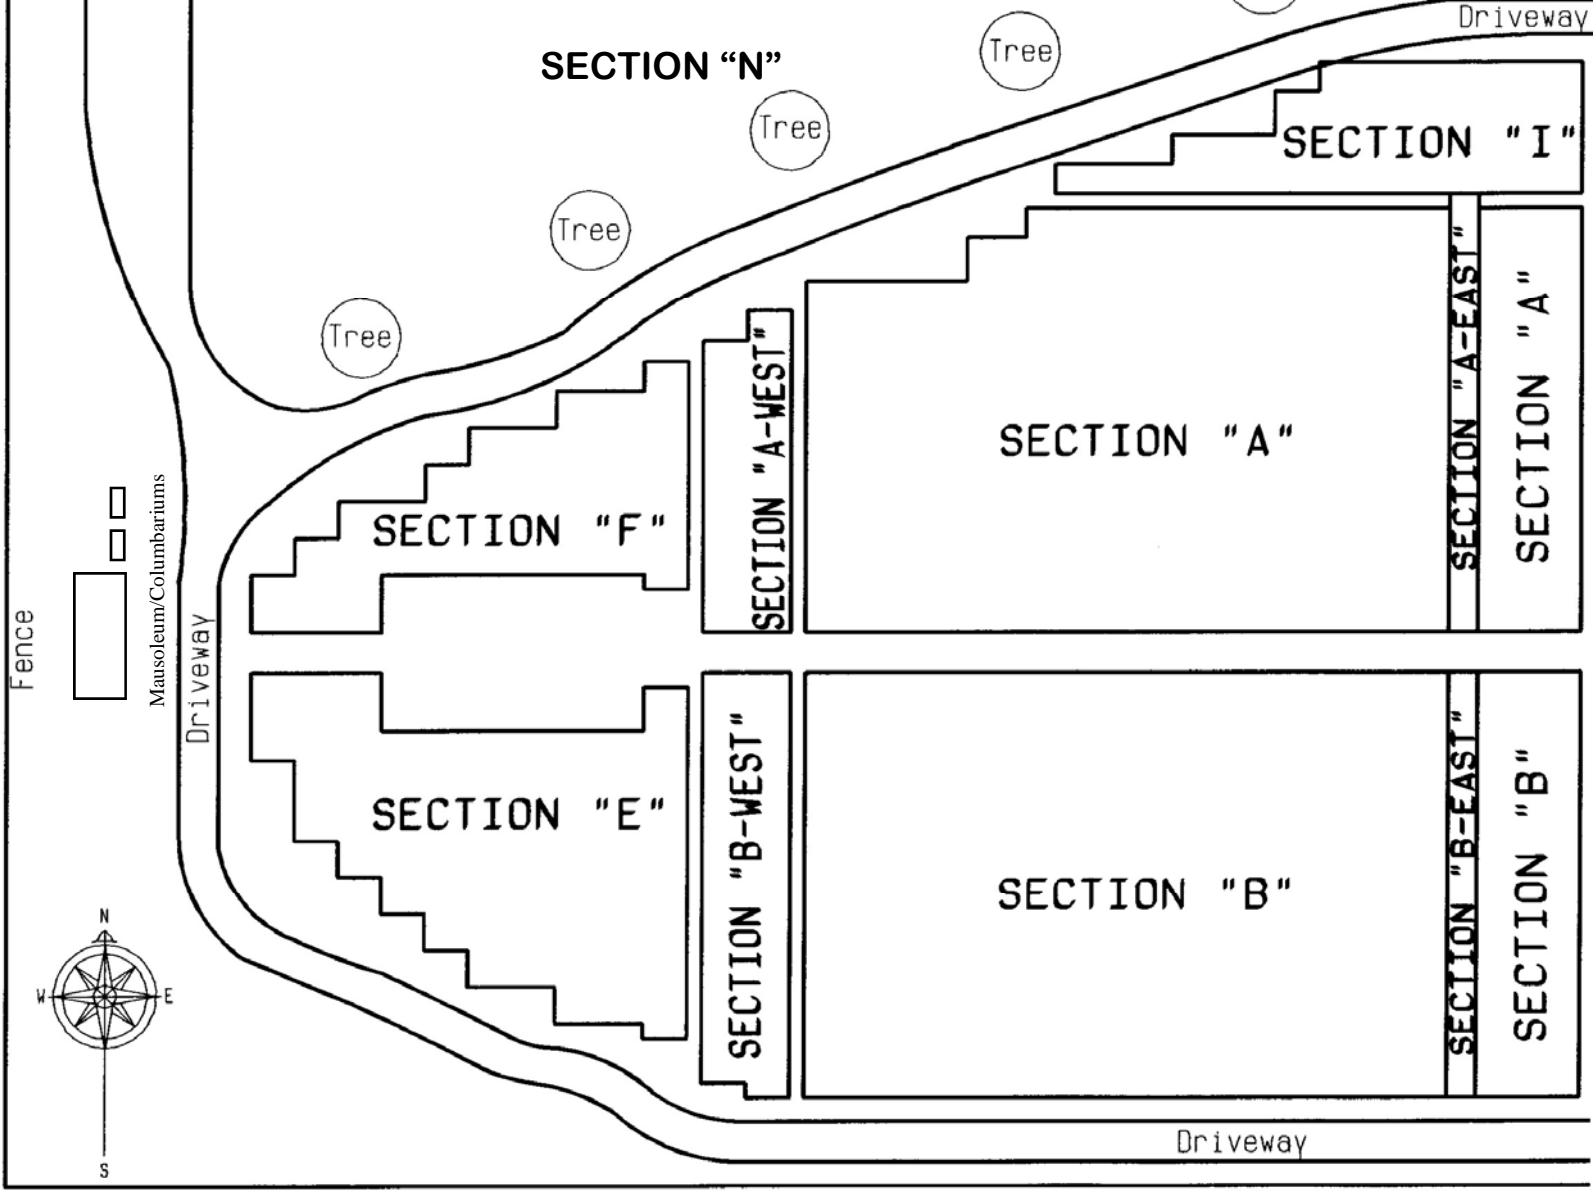 Driveway
SECTION “N”
Tree
Tree
SECTION "I"
Tree
Tree
SECTION "A-WEST"
SECTION "A"
SECTION "A-EAST"
SECTION "A"
SECTION "F"
Mausoleum/Columbariums
Fence
Driveway
SECTION "E"
SECTION "B-WEST"
SECTION "B"
SECTION "B-EAST"
SECTION "B"
N
W
E
S
Driveway